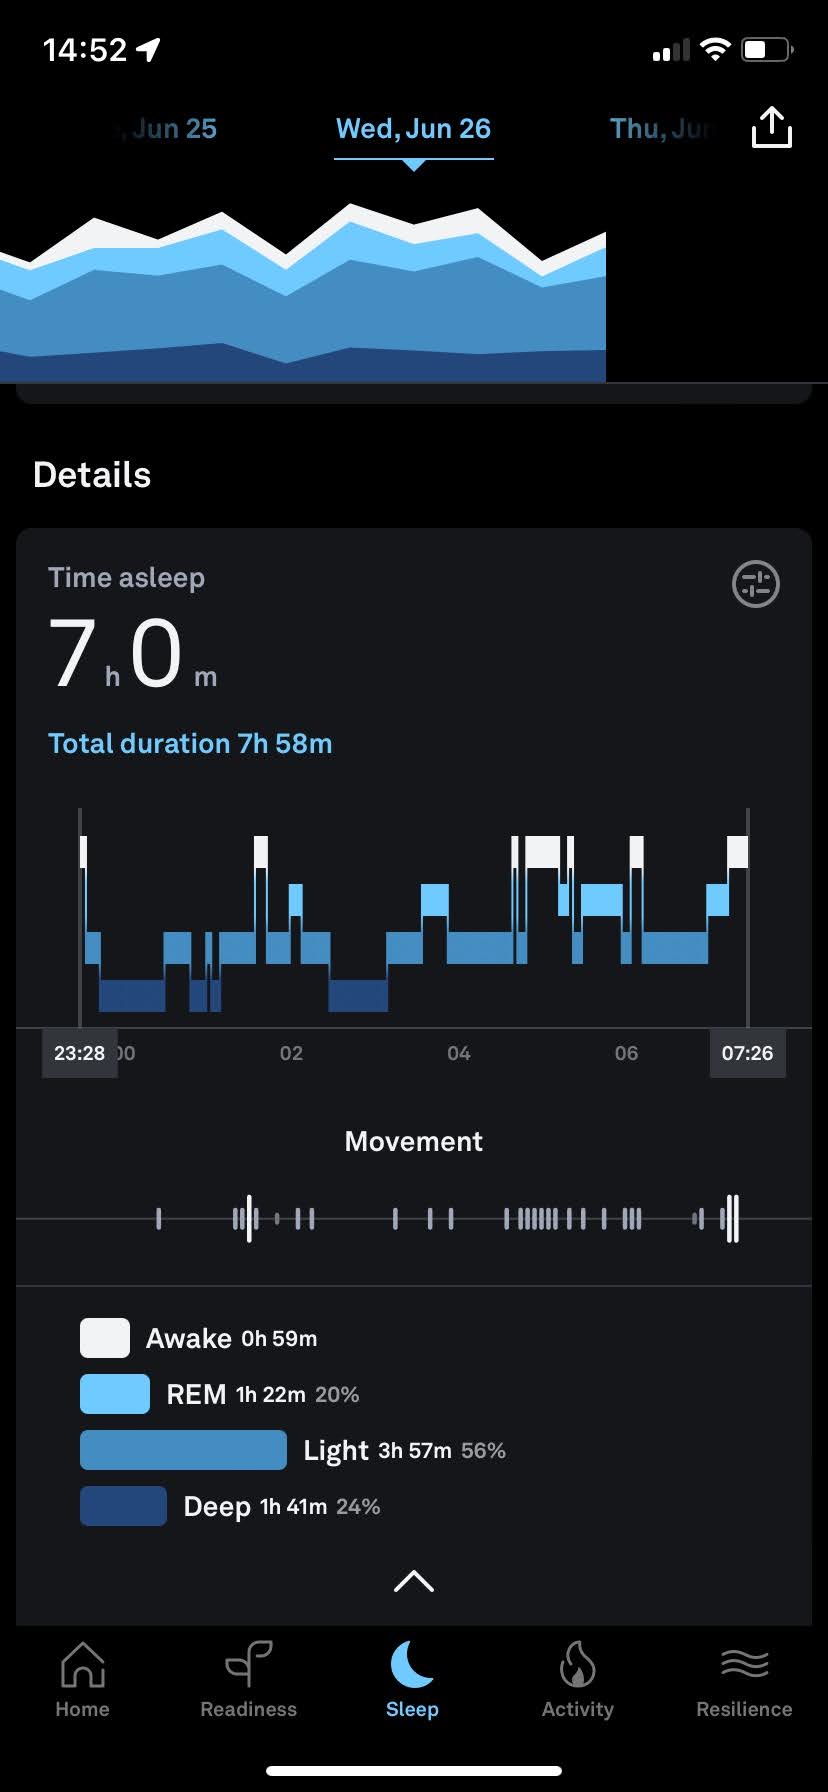 14:52
, Jun 25
Wed, Jun 26
Thu, Jun
Details
Time asleep
7 h 0 m
Total duration 7h 58m
23:28
00
02
04
06
07:26
Movement
Awake 0h 59m
REM 1h 22m 20%
Light 3h 57m 56%
Deep 1h 41m 24%
Home
Readiness
Sleep
Activity
Resilience